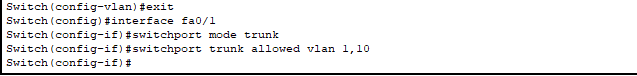 Switch(config-vlan)#exit
Switch(config)#interface fa0/1
Switch(config-if)#switchport mode trunk
Switch(config-if)#switchport trunk allowed vlan 1,10
Switch(config-if)#